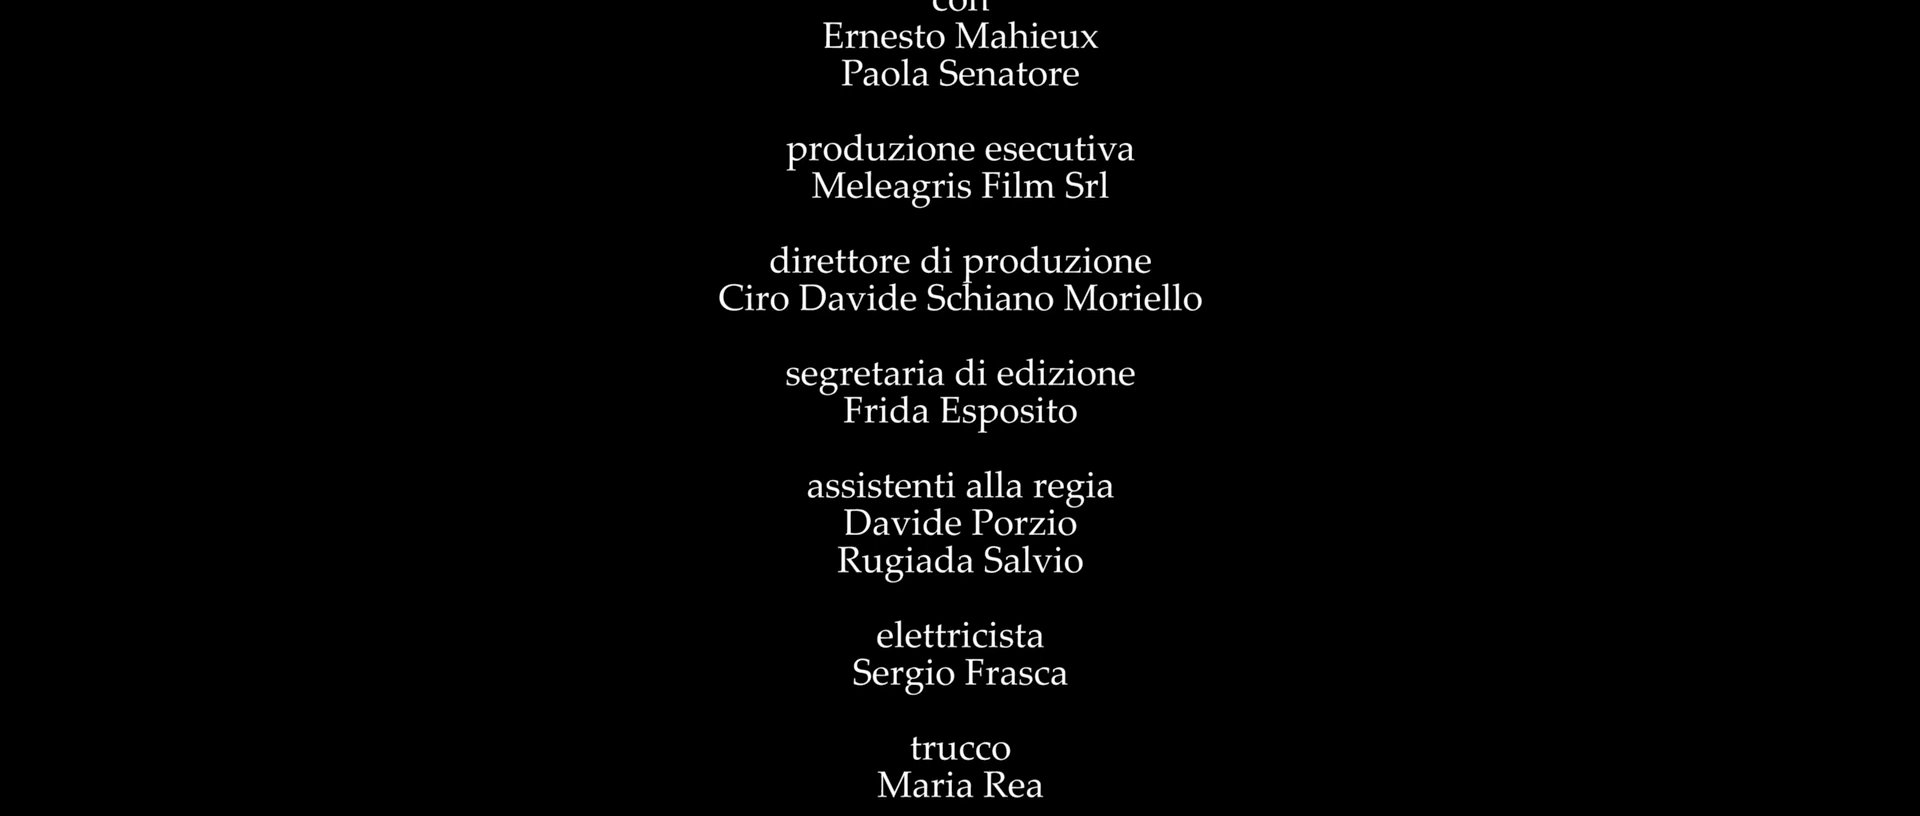 con
Ernesto Mahieux
Paola Senatore
produzione esecutiva
Meleagris Film Srl
direttore di produzione
Ciro Davide Schiano Moriello
segretaria di edizione
Frida Esposito
assistenti alla regia
Davide Porzio
Rugiada Salvio
elettricista
Sergio Frasca
trucco
Maria Rea